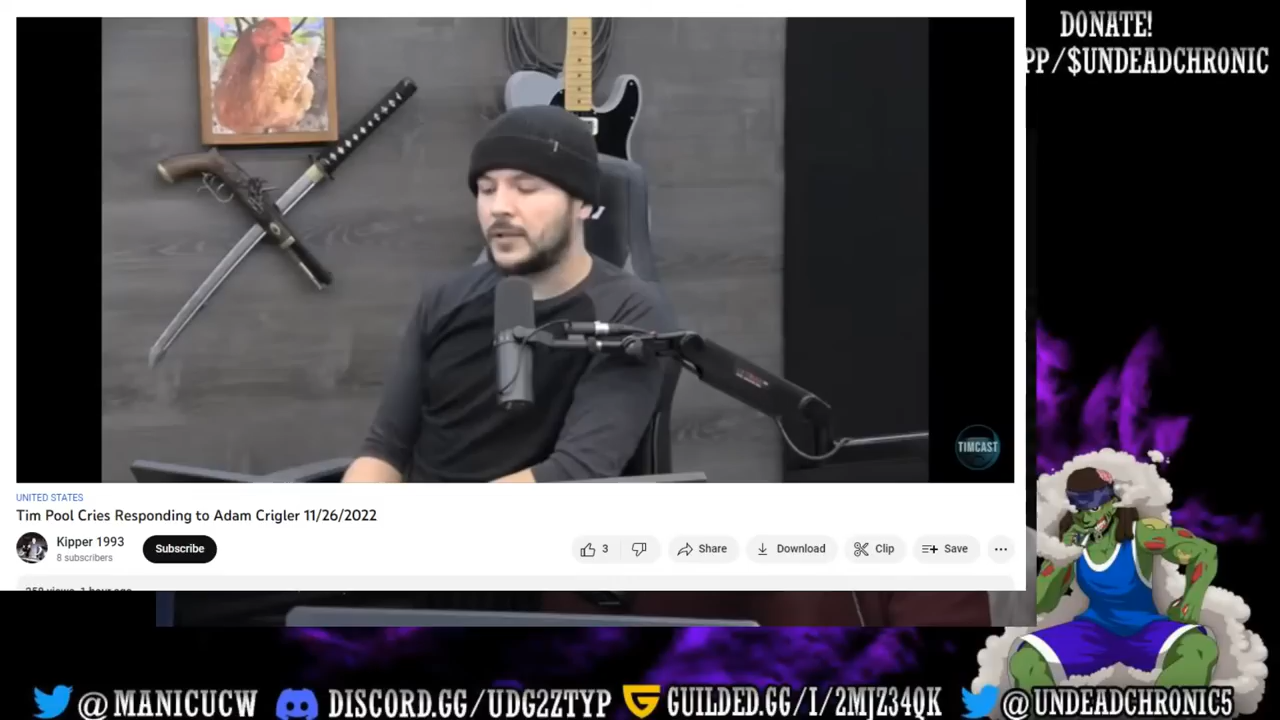 DONATE!
PP/$UNDEADCHRONIC
TIMCAST
UNITED STATES
Tim Pool Cries Responding to Adam Crigler 11/26/2022
Kipper 1993
8 subscribers
Subscribe
3
Share
Download
Clip
Save
@MANICUCW
DISCORD.GG/UDG2ZTYP
GUILDED.GG/I/2MJZ34QK
@UNDEADCHRONIC5